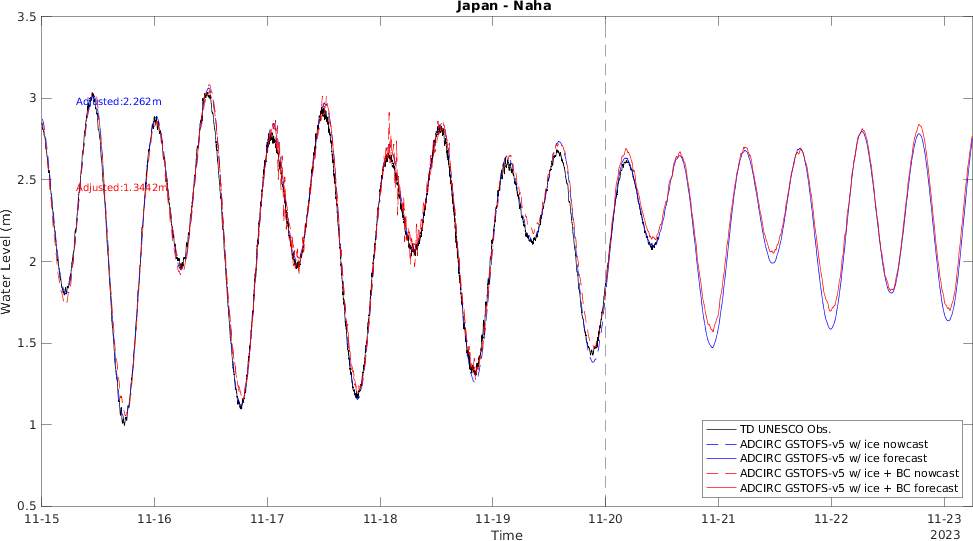 Japan - Naha
3.5
3
2.5
2
1.5
1
0.5
Water Level (m)
Adjusted:2.262m
Adjusted:1.3442m
TD UNESCO Obs.
ADCIRC GSTOFS-v5 w/ ice nowcast
ADCIRC GSTOFS-v5 w/ ice forecast
ADCIRC GSTOFS-v5 w/ ice + BC nowcast
ADCIRC GSTOFS-v5 w/ ice + BC forecast
11-15 11-16 11-17 11-18 11-19 11-20 11-21 11-22 11-23
Time 2023